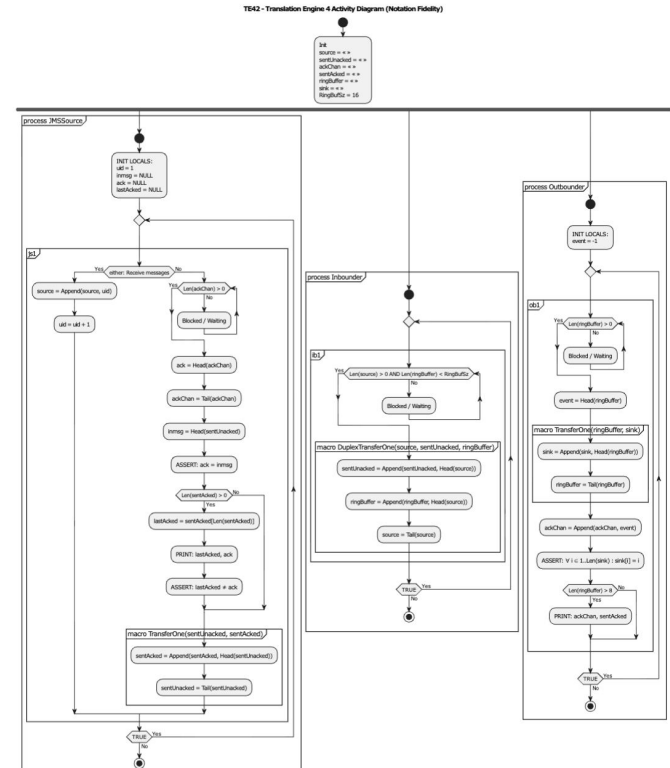 TE42 - Translation Engine 4 Activity Diagram (Notation Fidelity)
Init
source = « »
sentUnacked = « »
ackChan = « »
sentAcked = « »
ringBuffer = « »
sink = « »
RingBufSz = 16
process JMSSource
INIT LOCALS:
uid = 1
inmsg = NULL
ack = NULL
lastAcked = NULL
js1
Yes
either: Receive messages
No
source = Append(source, uid)
uid = uid + 1
Yes
Len(ackChan) > 0
No
Blocked / Waiting
ack = Head(ackChan)
ackChan = Tail(ackChan)
inmsg = Head(sentUnacked)
ASSERT: ack = inmsg
Len(sentAcked) > 0
No
Yes
lastAcked = sentAcked[Len(sentAcked)]
PRINT: lastAcked, ack
ASSERT: lastAcked ≠ ack
macro TransferOne(sentUnacked, sentAcked)
sentAcked = Append(sentAcked, Head(sentUnacked))
sentUnacked = Tail(sentUnacked)
TRUE
Yes
No
process Inbounder
ib1
Yes
Len(source) > 0 AND Len(ringBuffer) < RingBufSz
No
Blocked / Waiting
macro DuplexTransferOne(source, sentUnacked, ringBuffer)
sentUnacked = Append(sentUnacked, Head(source))
ringBuffer = Append(ringBuffer, Head(source))
source = Tail(source)
TRUE
Yes
No
process Outbounder
INIT LOCALS:
event = -1
ob1
Yes
Len(ringBuffer) > 0
No
Blocked / Waiting
event = Head(ringBuffer)
macro TransferOne(ringBuffer, sink)
sink = Append(sink, Head(ringBuffer))
ringBuffer = Tail(ringBuffer)
ackChan = Append(ackChan, event)
ASSERT: ∀ i ∈ 1..Len(sink) : sink[i] = i
Len(ringBuffer) > 8
No
Yes
PRINT: ackChan, sentAcked
TRUE
Yes
No